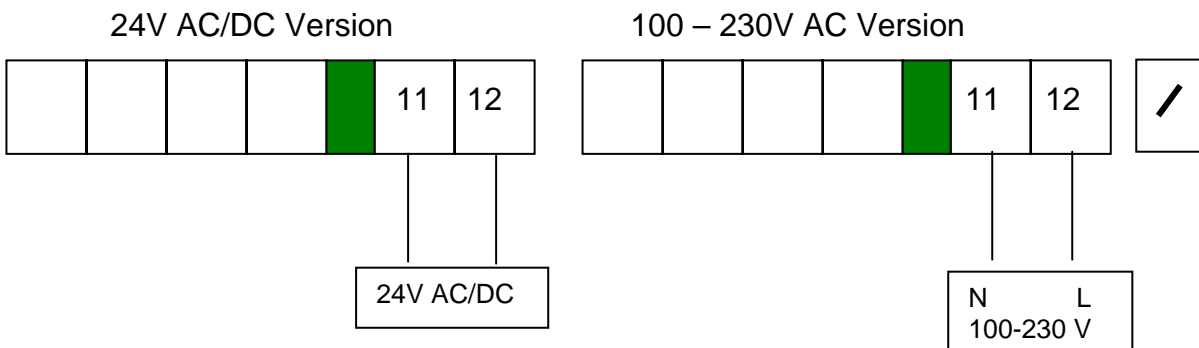 24V AC/DC Version
100 – 230V AC Version
11 12
11 12
24V AC/DC
N L
100-230 V